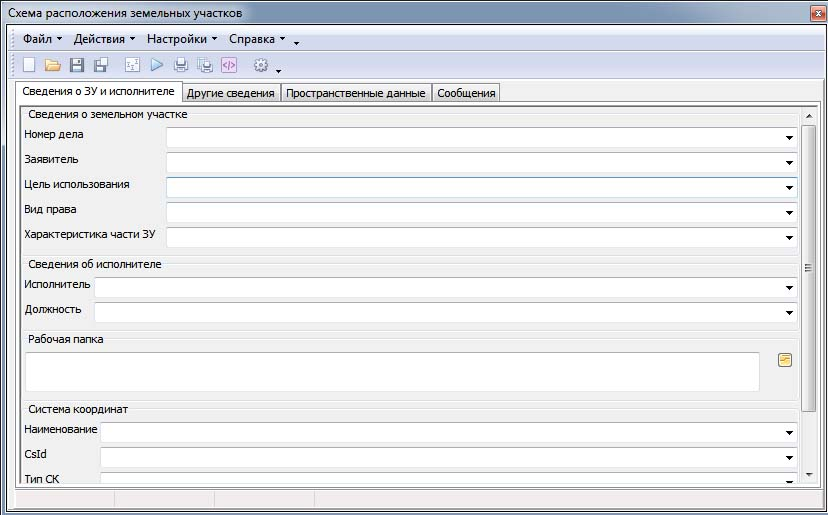 Схема расположения земельных участков
Файл Действия Настройки Справка
Сведения о ЗУ и исполнителе Другие сведения Пространственные данные Сообщения
Сведения о земельном участке
Номер дела
Заявитель
Цель использования
Вид права
Характеристика части ЗУ
Сведения об исполнителе
Исполнитель
Должность
Рабочая папка
Система координат
Наименование
CsId
Тип СК